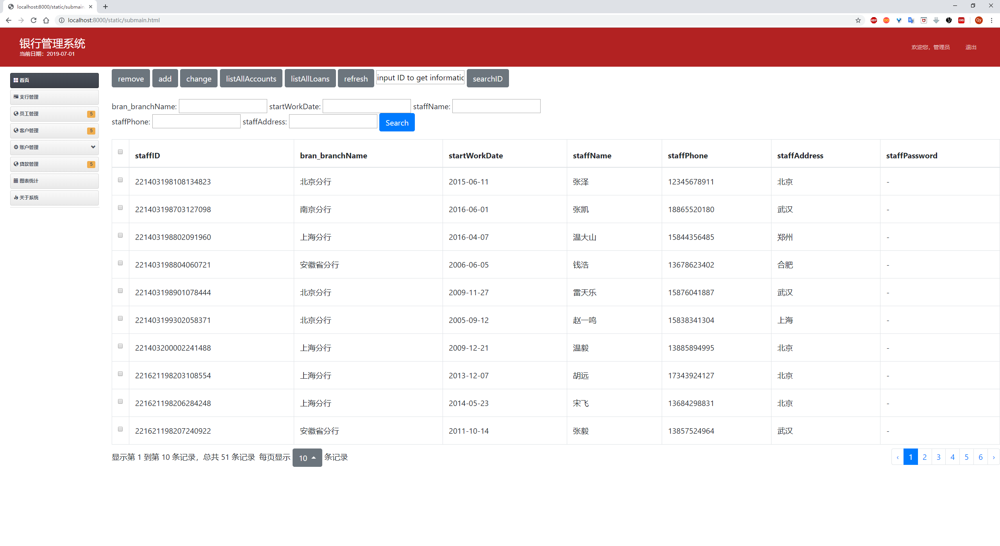 localhost:8000/static/submain
localhost:8000/static/submain.html
ABP
CORS
Qy
银行管理系统
当前日期：2019-07-01
欢迎您，管理员 退出
首页
支行管理
员工管理 5
客户管理 5
账户管理
贷款管理 5
图表统计
关于系统
remove add change listAllAccounts listAllLoans refresh input ID to get informatic searchID
bran_branchName: startWorkDate: staffName:
staffPhone: staffAddress: Search
staffID bran_branchName startWorkDate staffName staffPhone staffAddress staffPassword
221403198108134823 北京分行 2015-06-11 张泽 12345678911 北京 -
221403198703127098 南京分行 2016-06-01 张凯 18865520180 武汉 -
221403198802091960 上海分行 2016-04-07 温大山 15844356485 郑州 -
221403198804060721 安徽省分行 2006-06-05 钱浩 13678623402 合肥 -
221403198901078444 北京分行 2009-11-27 雷天乐 15876041887 武汉 -
221403199302058371 北京分行 2005-09-12 赵一鸣 15838341304 上海 -
221403200002241488 上海分行 2009-12-21 温毅 13885894995 北京 -
221621198203108554 上海分行 2013-12-07 胡远 17343924127 北京 -
221621198206284248 上海分行 2014-05-23 宋飞 13684298831 北京 -
221621198207240922 安徽省分行 2011-10-14 张毅 13857524964 武汉 -
显示第 1 到第 10 条记录，总共 51 条记录 每页显示 10 条记录
‹ 1 2 3 4 5 6 ›